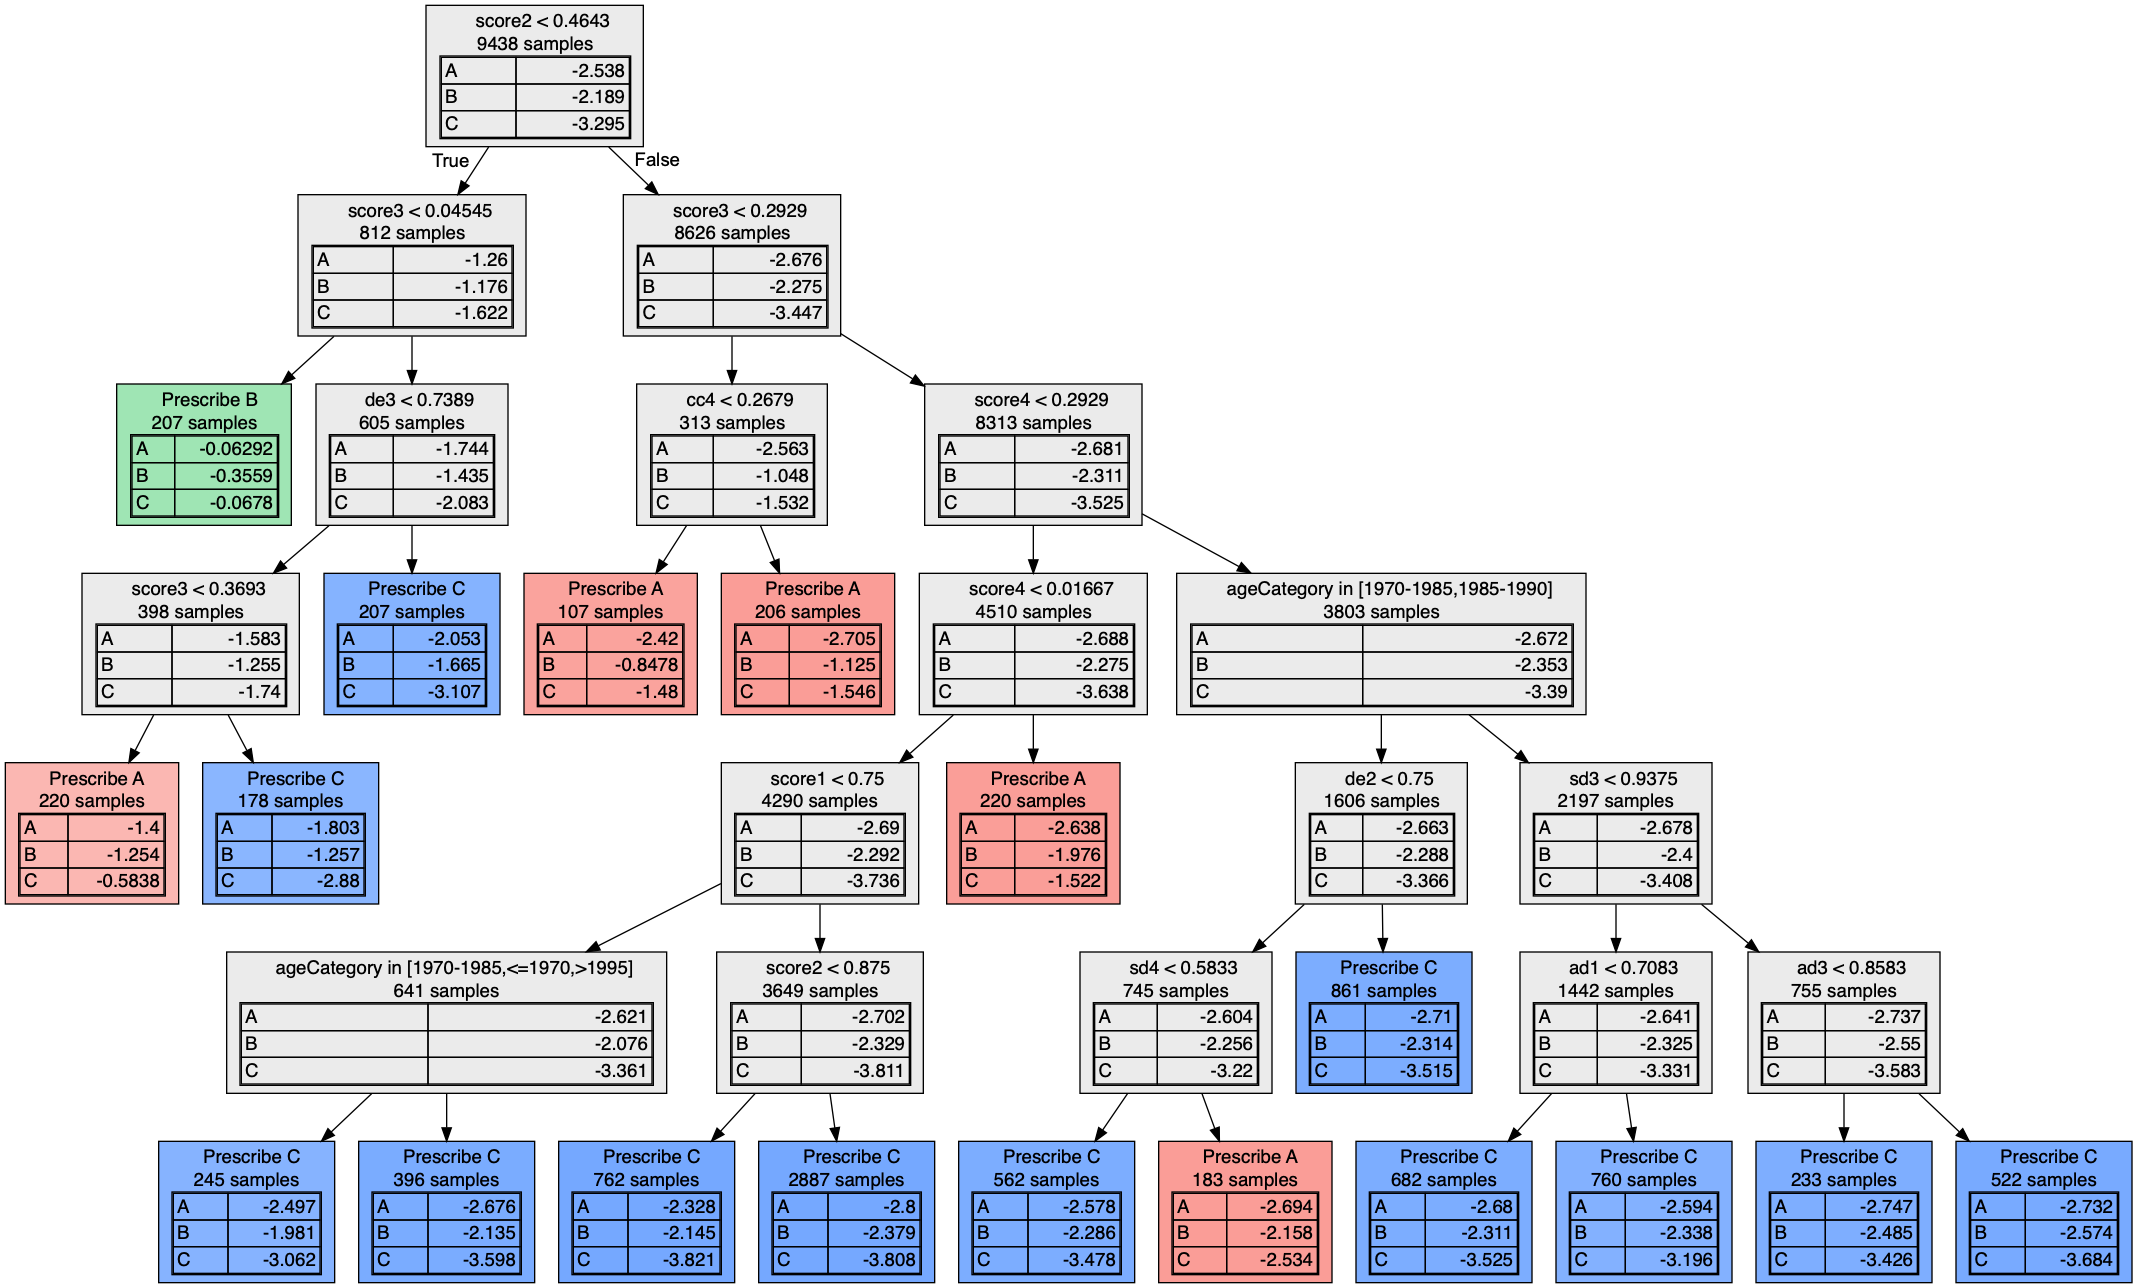 score2 < 0.4643
9438 samples
A -2.538
B -2.189
C -3.295
True
False
score3 < 0.04545
812 samples
A -1.26
B -1.176
C -1.622
score3 < 0.2929
8626 samples
A -2.676
B -2.275
C -3.447
Prescribe B
207 samples
A -0.06292
B -0.3559
C -0.0678
de3 < 0.7389
605 samples
A -1.744
B -1.435
C -2.083
cc4 < 0.2679
313 samples
A -2.563
B -1.048
C -1.532
score4 < 0.2929
8313 samples
A -2.681
B -2.311
C -3.525
score3 < 0.3693
398 samples
A -1.583
B -1.255
C -1.74
Prescribe C
207 samples
A -2.053
B -1.665
C -3.107
Prescribe A
107 samples
A -2.42
B -0.8478
C -1.48
Prescribe A
206 samples
A -2.705
B -1.125
C -1.546
score4 < 0.01667
4510 samples
A -2.688
B -2.275
C -3.638
ageCategory in [1970-1985,1985-1990]
3803 samples
A -2.672
B -2.353
C -3.39
Prescribe A
220 samples
A -1.4
B -1.254
C -0.5838
Prescribe C
178 samples
A -1.803
B -1.257
C -2.88
score1 < 0.75
4290 samples
A -2.69
B -2.292
C -3.736
Prescribe A
220 samples
A -2.638
B -1.976
C -1.522
de2 < 0.75
1606 samples
A -2.663
B -2.288
C -3.366
sd3 < 0.9375
2197 samples
A -2.678
B -2.4
C -3.408
ageCategory in [1970-1985,<=1970,>1995]
641 samples
A -2.621
B -2.076
C -3.361
score2 < 0.875
3649 samples
A -2.702
B -2.329
C -3.811
sd4 < 0.5833
745 samples
A -2.604
B -2.256
C -3.22
Prescribe C
861 samples
A -2.71
B -2.314
C -3.515
ad1 < 0.7083
1442 samples
A -2.641
B -2.325
C -3.331
ad3 < 0.8583
755 samples
A -2.737
B -2.55
C -3.583
Prescribe C
245 samples
A -2.497
B -1.981
C -3.062
Prescribe C
396 samples
A -2.676
B -2.135
C -3.598
Prescribe C
762 samples
A -2.328
B -2.145
C -3.821
Prescribe C
2887 samples
A -2.8
B -2.379
C -3.808
Prescribe C
562 samples
A -2.578
B -2.286
C -3.478
Prescribe A
183 samples
A -2.694
B -2.158
C -2.534
Prescribe C
682 samples
A -2.68
B -2.311
C -3.525
Prescribe C
760 samples
A -2.594
B -2.338
C -3.196
Prescribe C
233 samples
A -2.747
B -2.485
C -3.426
Prescribe C
522 samples
A -2.732
B -2.574
C -3.684